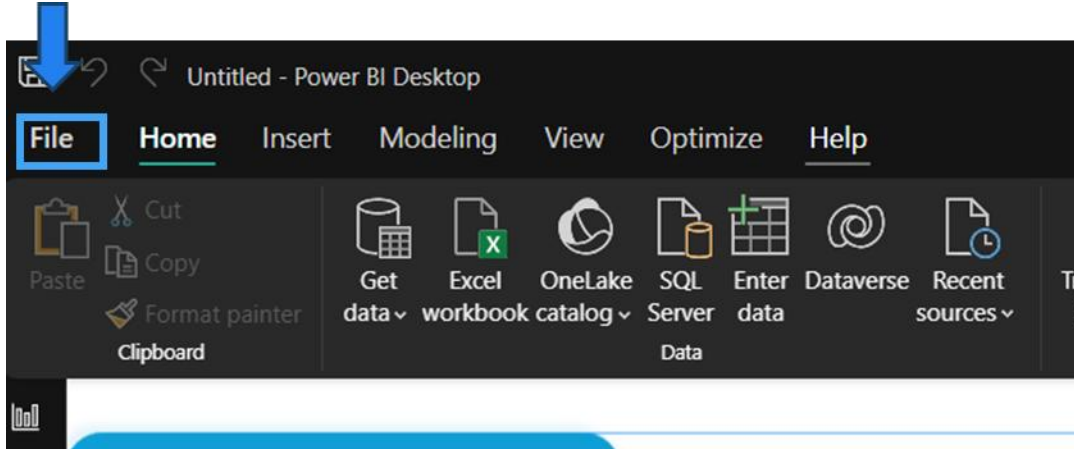 Untitled - Power BI Desktop
File Home Insert Modeling View Optimize Help
Cut
Copy
Paste
Format painter
Clipboard
Get data
Excel workbook
OneLake catalog
SQL Server
Enter data
Dataverse
Recent sources
Data